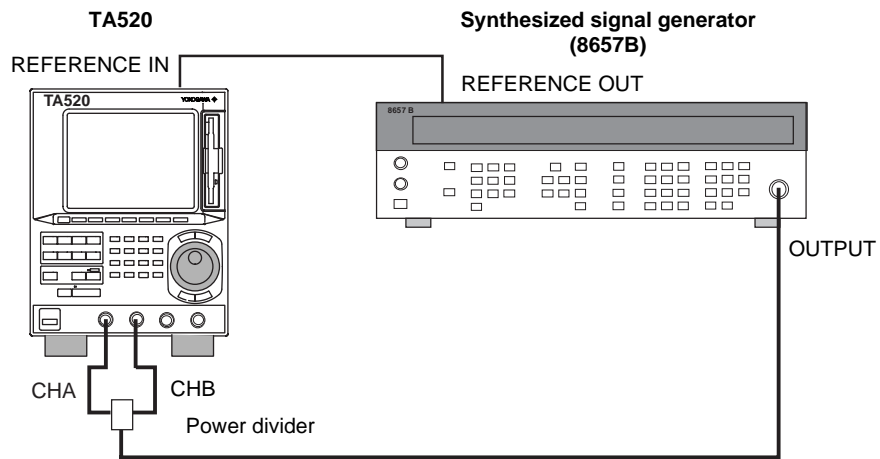 TA520
Synthesized signal generator
(8657B)
REFERENCE IN
REFERENCE OUT
TA520
YOKOGAWA
8657 B
OUTPUT
CHA
CHB
Power divider